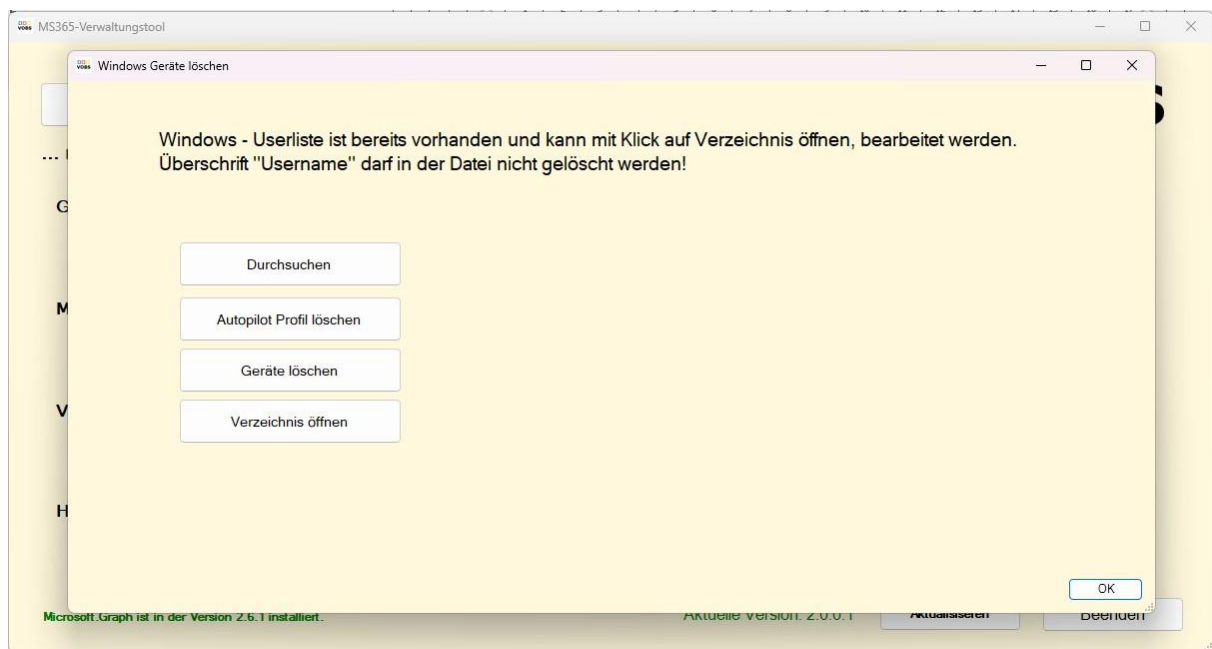 MS365-Verwaltungstool
Windows Geräte löschen
Windows - Userliste ist bereits vorhanden und kann mit Klick auf Verzeichnis öffnen, bearbeitet werden.
Überschrift "Username" darf in der Datei nicht gelöscht werden!
...
G
Durchsuchen
M
Autopilot Profil löschen
Geräte löschen
V
Verzeichnis öffnen
H
OK
Microsoft.Graph ist in der Version 2.6.1 installiert.
Aktuelle Version: 2.0.0.1
Aktualisieren
Beenden